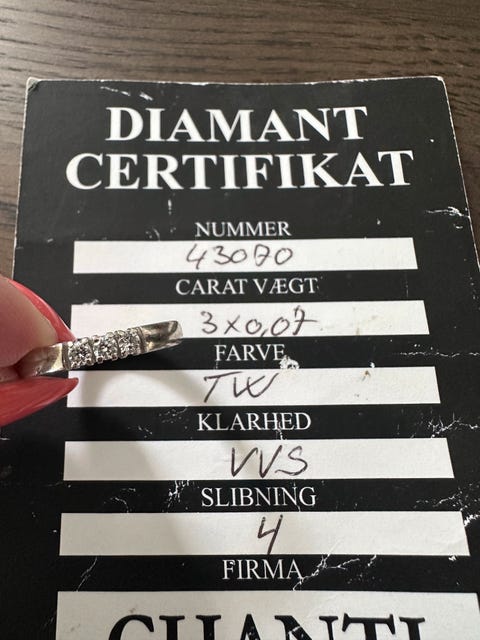 DIAMANT
CERTIFIKAT
NUMMER
43070
CARAT VÆGT
3x0,07
FARVE
TW
KLARHED
VVS
SLIBNING
4
FIRMA